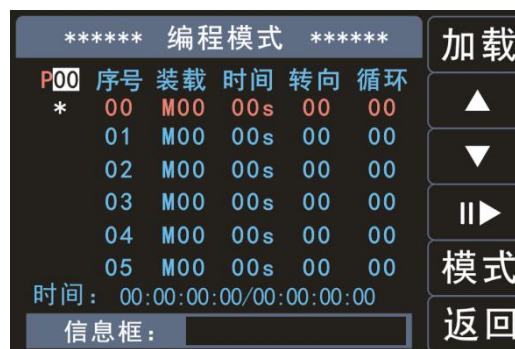 ****** 编程模式 ******
P00 序号 装载 时间 转向 循环
* 00 M00 00s 00 00
01 M00 00s 00 00
02 M00 00s 00 00
03 M00 00s 00 00
04 M00 00s 00 00
05 M00 00s 00 00
时间：00:00:00:00/00:00:00:00
信息框：
加载
▲
▼
II▶
模式
返回